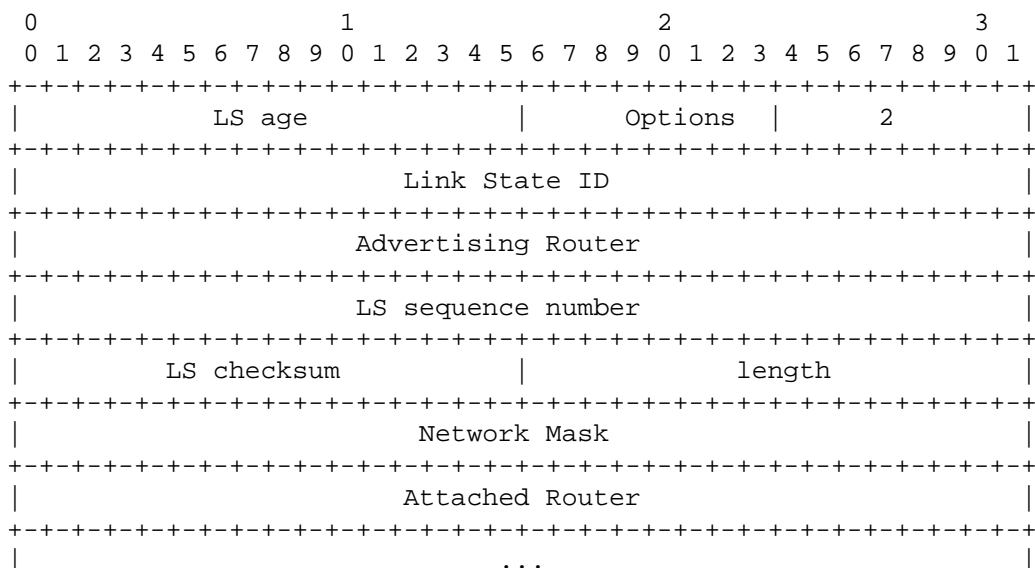 0                   1                   2                   3
 0 1 2 3 4 5 6 7 8 9 0 1 2 3 4 5 6 7 8 9 0 1 2 3 4 5 6 7 8 9 0 1
+-+-+-+-+-+-+-+-+-+-+-+-+-+-+-+-+-+-+-+-+-+-+-+-+-+-+-+-+-+-+-+-+
|            LS age             |      Options  |      2        |
+-+-+-+-+-+-+-+-+-+-+-+-+-+-+-+-+-+-+-+-+-+-+-+-+-+-+-+-+-+-+-+-+
|                        Link State ID                          |
+-+-+-+-+-+-+-+-+-+-+-+-+-+-+-+-+-+-+-+-+-+-+-+-+-+-+-+-+-+-+-+-+
|                     Advertising Router                        |
+-+-+-+-+-+-+-+-+-+-+-+-+-+-+-+-+-+-+-+-+-+-+-+-+-+-+-+-+-+-+-+-+
|                     LS sequence number                        |
+-+-+-+-+-+-+-+-+-+-+-+-+-+-+-+-+-+-+-+-+-+-+-+-+-+-+-+-+-+-+-+-+
|         LS checksum           |             length            |
+-+-+-+-+-+-+-+-+-+-+-+-+-+-+-+-+-+-+-+-+-+-+-+-+-+-+-+-+-+-+-+-+
|                         Network Mask                          |
+-+-+-+-+-+-+-+-+-+-+-+-+-+-+-+-+-+-+-+-+-+-+-+-+-+-+-+-+-+-+-+-+
|                        Attached Router                        |
+-+-+-+-+-+-+-+-+-+-+-+-+-+-+-+-+-+-+-+-+-+-+-+-+-+-+-+-+-+-+-+-+
|                              ...                              |